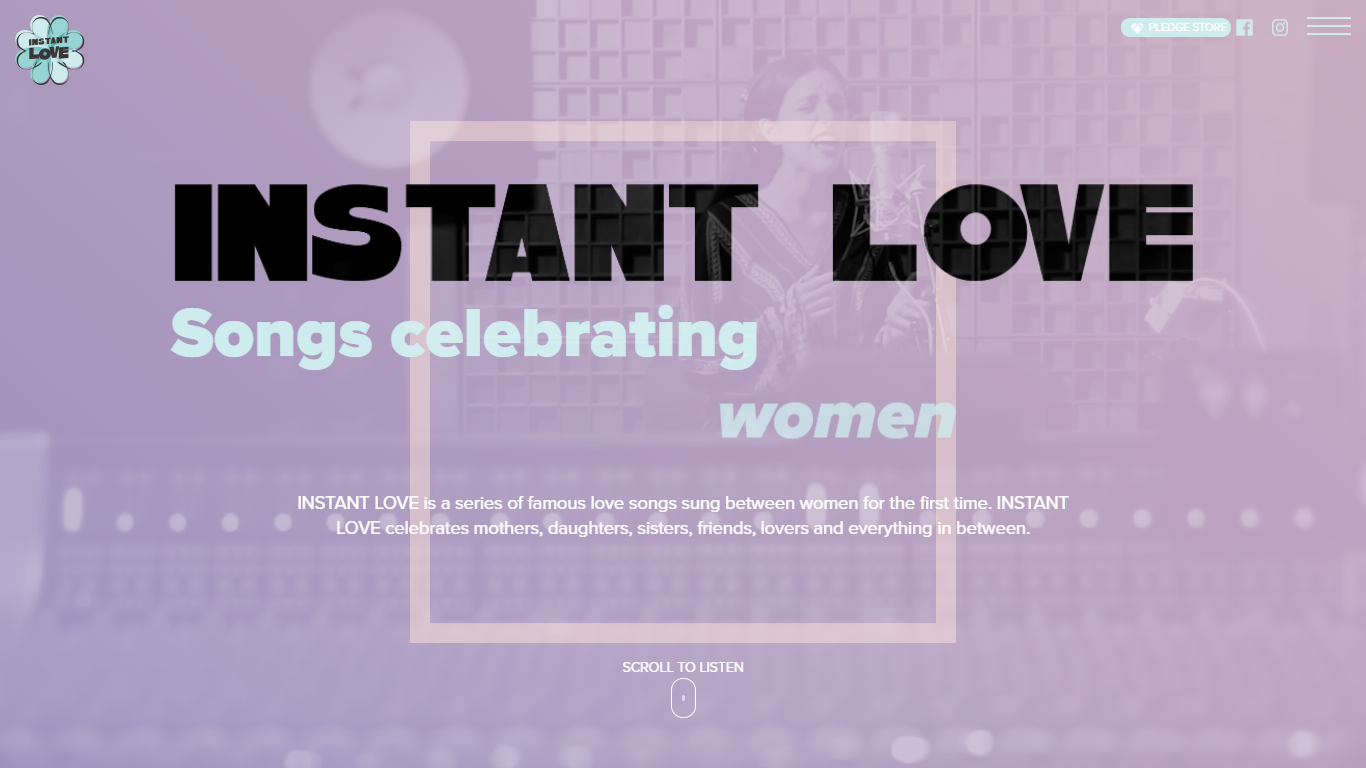 INSTANT
LOVE
PLEDGE STORE
INSTANT LOVE
Songs celebrating
women
INSTANT LOVE is a series of famous love songs sung between women for the first time. INSTANT
LOVE celebrates mothers, daughters, sisters, friends, lovers and everything in between.
SCROLL TO LISTEN